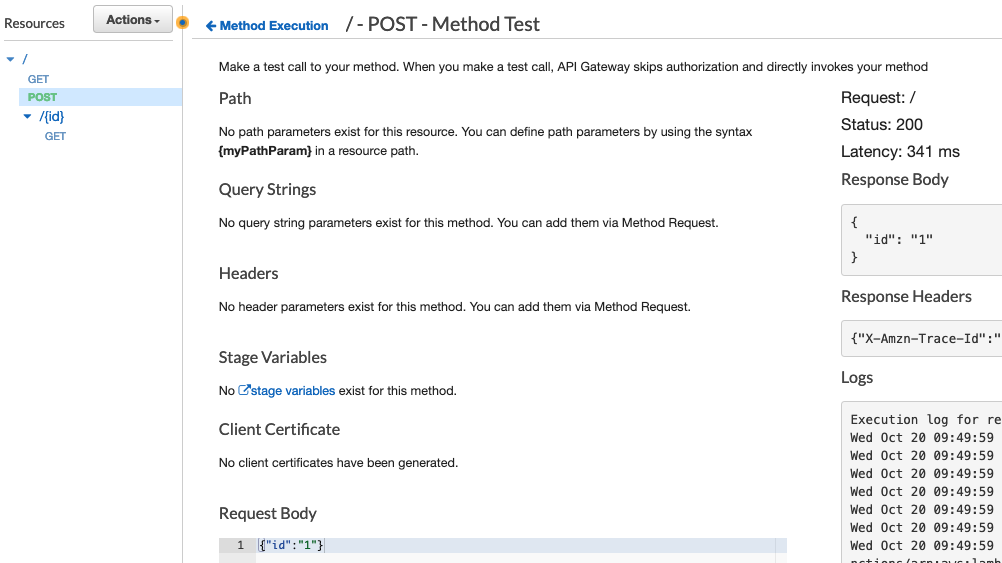 Resources
Actions
Method Execution
/ - POST - Method Test
/
GET
POST
/{id}
GET
Make a test call to your method. When you make a test call, API Gateway skips authorization and directly invokes your method
Path
No path parameters exist for this resource. You can define path parameters by using the syntax
{myPathParam} in a resource path.
Query Strings
No query string parameters exist for this method. You can add them via Method Request.
Headers
No header parameters exist for this method. You can add them via Method Request.
Stage Variables
No stage variables exist for this method.
Client Certificate
No client certificates have been generated.
Request Body
1 {"id":"1"}
Request: /
Status: 200
Latency: 341 ms
Response Body
{
"id": "1"
}
Response Headers
{"X-Amzn-Trace-Id":"
Logs
Execution log for re
Wed Oct 20 09:49:59
Wed Oct 20 09:49:59
Wed Oct 20 09:49:59
Wed Oct 20 09:49:59
Wed Oct 20 09:49:59
Wed Oct 20 09:49:59
Wed Oct 20 09:49:59